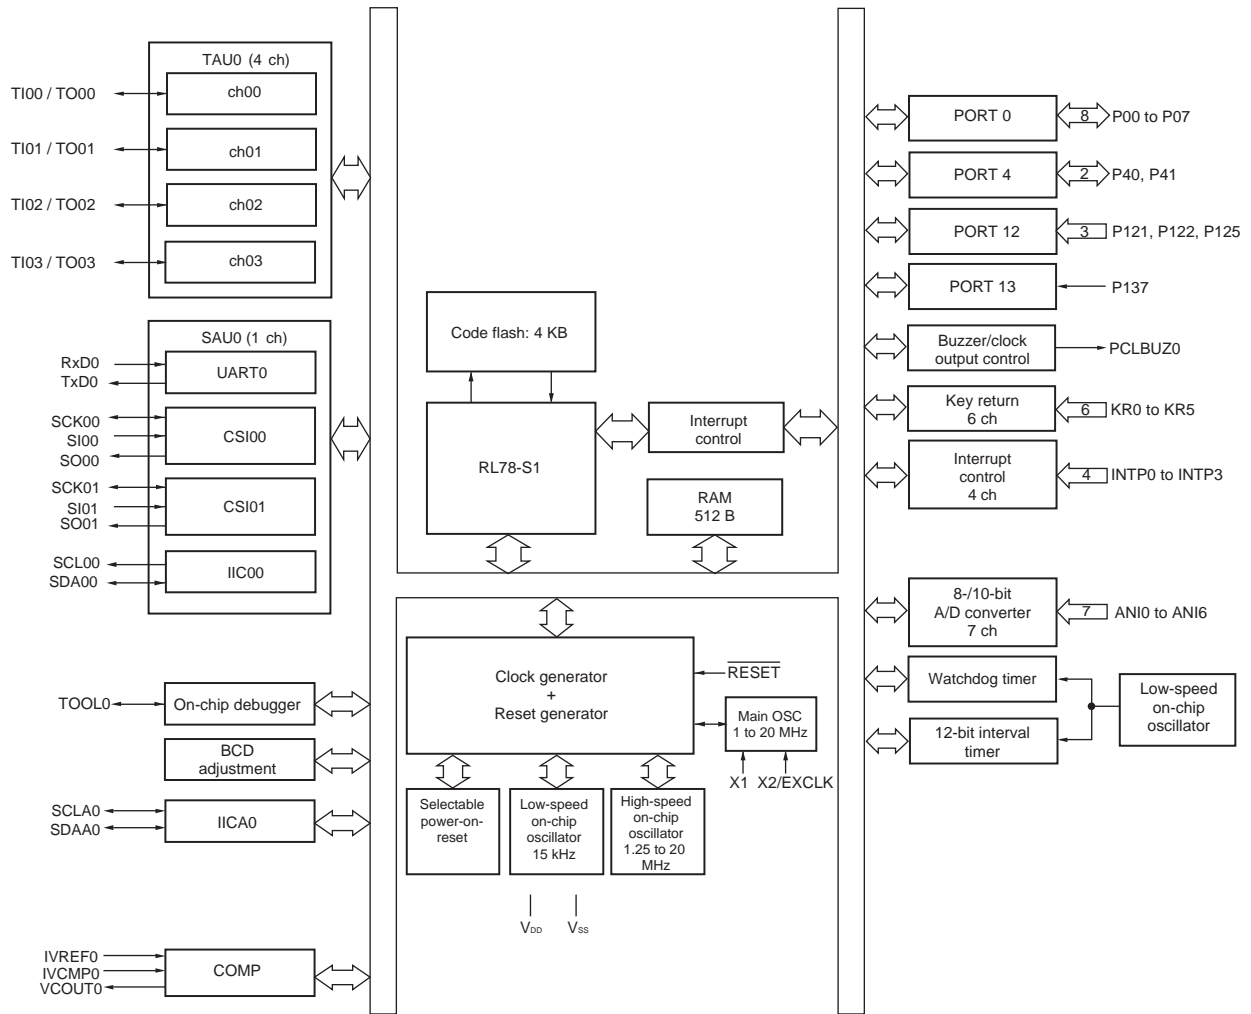 TAU0 (4 ch)
TI00 / TO00
ch00
TI01 / TO01
ch01
TI02 / TO02
ch02
TI03 / TO03
ch03
SAU0 (1 ch)
RxD0
TxD0
UART0
SCK00
SI00
SO00
CSI00
SCK01
SI01
SO01
CSI01
SCL00
SDA00
IIC00
TOOL0
On-chip debugger
BCD
adjustment
SCLA0
SDAA0
IICA0
IVREF0
IVCMP0
VCOUT0
COMP
Code flash: 4 KB
RL78-S1
Interrupt
control
RAM
512 B
Clock generator
+
Reset generator
RESET
Main OSC
1 to 20 MHz
X1
X2/EXCLK
Selectable
power-on-
reset
Low-speed
on-chip
oscillator
15 kHz
High-speed
on-chip
oscillator
1.25 to 20
MHz
VDD
VSS
PORT 0
8
P00 to P07
PORT 4
2
P40, P41
PORT 12
3
P121, P122, P125
PORT 13
P137
Buzzer/clock
output control
PCLBUZ0
Key return
6 ch
6
KR0 to KR5
Interrupt
control
4 ch
4
INTP0 to INTP3
8-/10-bit
A/D converter
7 ch
7
ANI0 to ANI6
Watchdog timer
12-bit interval
timer
Low-speed
on-chip
oscillator